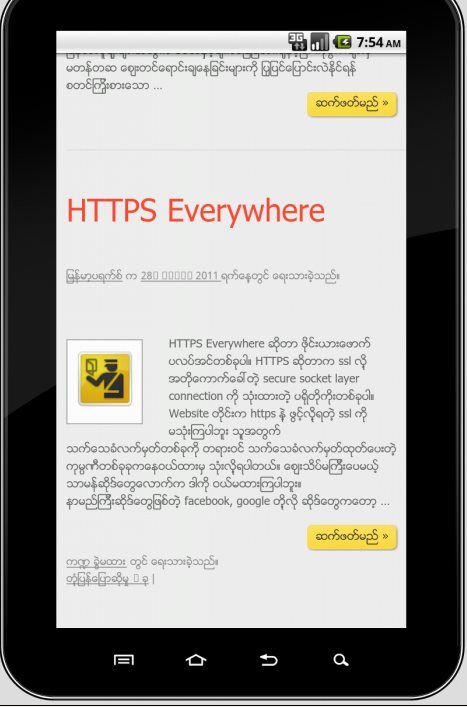 3G 7:54 AM
မတန်တဆ ဈေးတင်ရောင်းချနေခြင်းများကို ပြုပြင်ပြောင်းလဲနိုင်ရန်
စတင်ကြိုးစားသော ...
ဆက်ဖတ်မည် »
HTTPS Everywhere
မြန်မာ့ပရက်စ် က 28 2011 ရက်နေ့တွင် ရေးသားခဲ့သည်။
HTTPS Everywhere ဆိုတာ ဖိုင်းယားဖောက်
ပလပ်အင်တစ်ခုပါ။ HTTPS ဆိုတာက ssl လို့
အတိုကောက်ခေါ်တဲ့ secure socket layer
connection ကို သုံးထားတဲ့ ပရိုတိုကိုးတစ်ခုပါ။
Website တိုင်းက https နဲ့ ဖွင့်လို့ရတဲ့ ssl ကို
မသုံးကြပါဘူး သူ့အတွက်
သက်သေခံလက်မှတ်တစ်ခုကို တရားဝင် သက်သေခံလက်မှတ်ထုတ်ပေးတဲ့
ကုမ္ပဏီတစ်ခုခုကနေဝယ်ထားမှ သုံးလို့ရပါတယ်။ ဈေးသိပ်မကြီးပေမယ့်
သာမန်ဆိုဒ်တွေလောက်က ဒါကို ဝယ်မထားကြပါဘူး။
နာမည်ကြီးဆိုဒ်တွေဖြစ်တဲ့ facebook, google တို့လို ဆိုဒ်တွေကတော့ ...
ဆက်ဖတ်မည် »
ကဏ္ဍ ခွဲမထား တွင် ရေးသားခဲ့သည်။
တုံ့ပြန်ပြောဆိုမှု ခု |